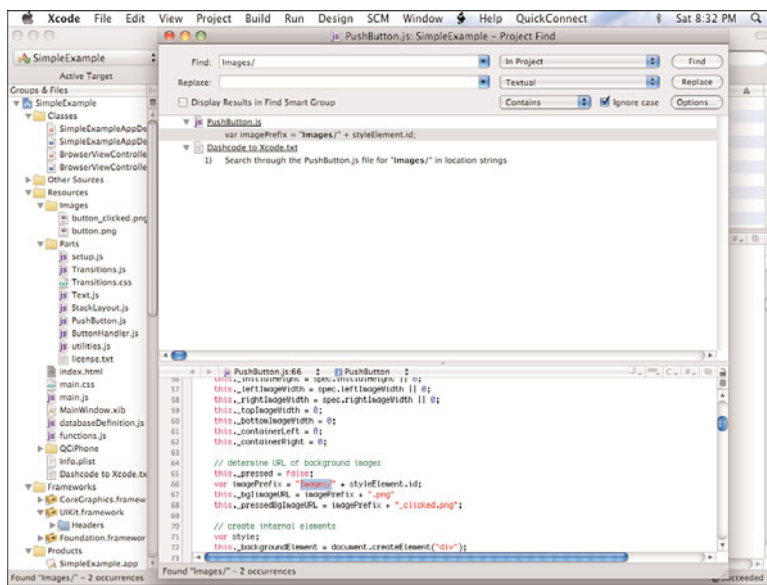 Xcode File Edit View Project Build Run Design SCM Window Help QuickConnect Sat 8:32 PM
PushButton.js: SimpleExample – Project Find
SimpleExample
Active Target
Groups & Files
SimpleExample
Classes
SimpleExampleAppDe
SimpleExampleAppDe
BrowserViewControlle
BrowserViewControlle
Other Sources
Resources
Images
button_clicked.png
button.png
Parts
setup.js
Transitions.js
Transitions.css
Text.js
StackLayout.js
PushButton.js
ButtonHandler.js
utilities.js
license.txt
index.html
main.css
main.js
MainWindow.xib
databaseDefinition.js
functions.js
QCiPhone
Info.plist
Dashcode to Xcode.tx
Frameworks
CoreGraphics.framew
UIKit.framework
Headers
Foundation.framewor
Products
SimpleExample.app
Found "Images/" – 2 occurrences
Find: Images/ In Project Find
Replace: Textual Replace
Display Results in Find Smart Group Contains Ignore case Options...
PushButton.js
var imagePrefix = "Images/" + styleElement.id;
Dashcode to Xcode.txt
1) Search through the PushButton.js file for "Images/" in location strings
PushButton.js:66 PushButton
56 this._initialHeight = spec.initialHeight || 0;
57 this._leftImageWidth = spec.leftImageWidth || 0;
58 this._rightImageWidth = spec.rightImageWidth || 0;
59 this._topImageWidth = 0;
60 this._bottomImageWidth = 0;
61 this._containerLeft = 0;
62 this._containerRight = 0;
63
64 // determine URL of background images
65 this._pressed = false;
66 var imagePrefix = "Images/" + styleElement.id;
67 this._bgImageURL = imagePrefix + ".png"
68 this._pressedBgImageURL = imagePrefix + "_clicked.png";
69
70 // create internal elements
71 var style;
72 this._backgroundElement = document.createElement("div");
73
Found "Images/" – 2 occurrences
ucceeded